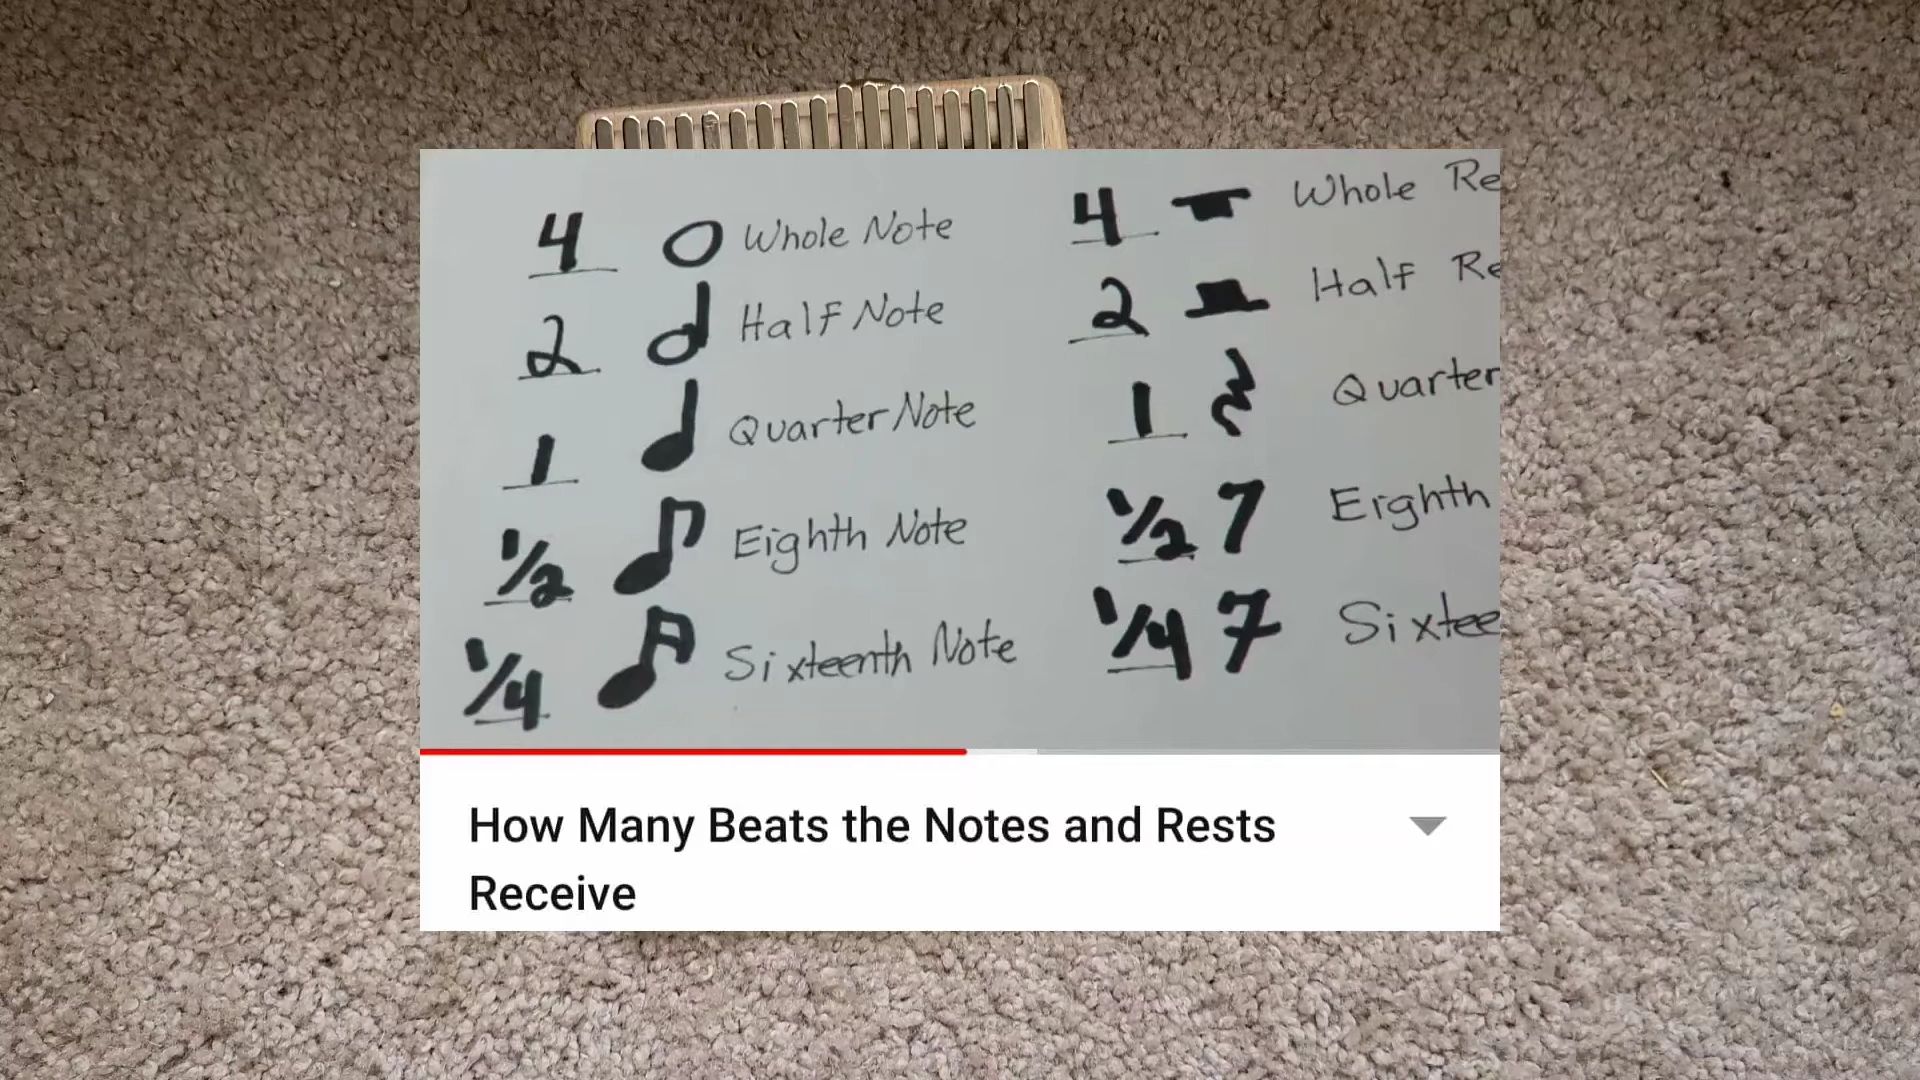 4 Whole Note
2 Half Note
1 Quarter Note
1/2 Eighth Note
1/4 Sixteenth Note
4 Whole Re
2 Half Re
1 Quarter
1/2 Eighth
1/4 Sixtee
How Many Beats the Notes and Rests
Receive